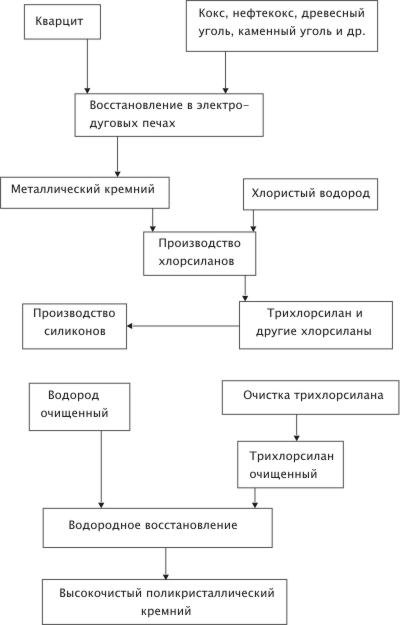 Кварцит
Кокс, нефтекокс, древесный
уголь, каменный уголь и др.
Восстановление в электро-
дуговых печах
Металлический кремний
Хлористый водород
Производство
хлорсиланов
Производство
силиконов
Трихлорсилан и
другие хлорсиланы
Водород
очищенный
Очистка трихлорсилана
Трихлорсилан
очищенный
Водородное восстановление
Высокочистый поликристаллический
кремний